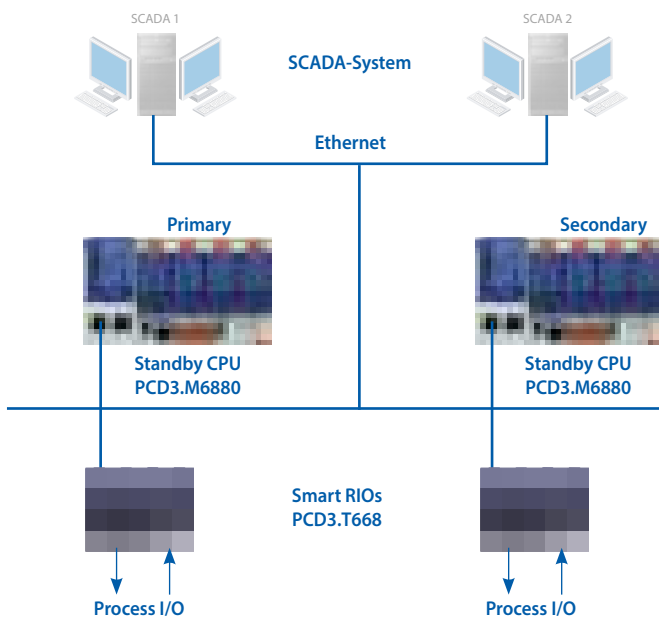 SCADA 1
SCADA 2
SCADA-System
Ethernet
Primary
Secondary
Standby CPU
PCD3.M6880
Standby CPU
PCD3.M6880
Smart RIOs
PCD3.T668
Process I/O
Process I/O